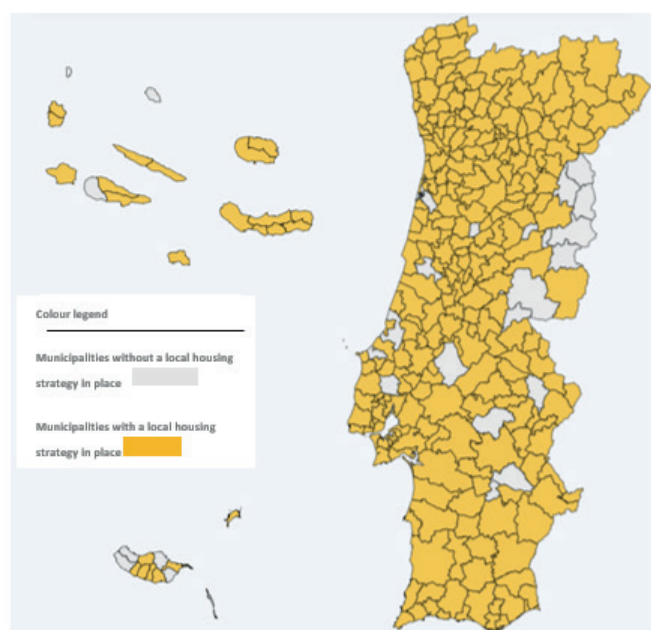 Colour legend
Municipalities without a local housing
strategy in place
Municipalities with a local housing
strategy in place